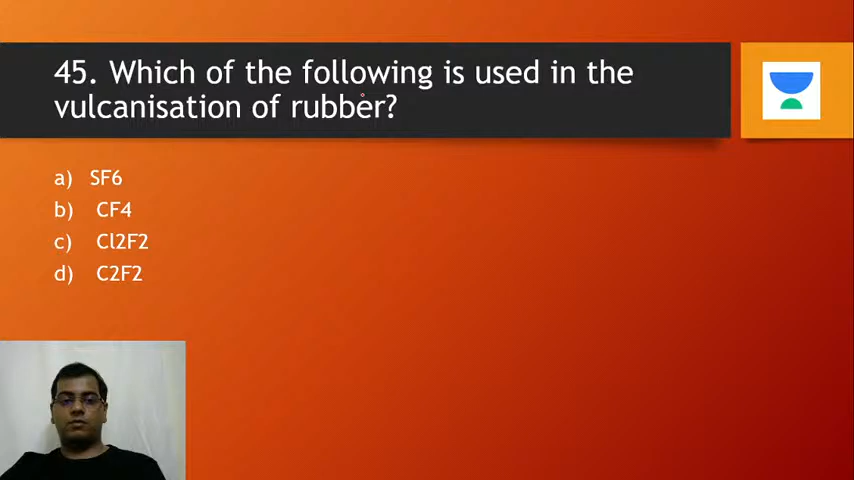 45. Which of the following is used in the
vulcanisation of rubber?
a) SF6
b) CF4
c) Cl2F2
d) C2F2